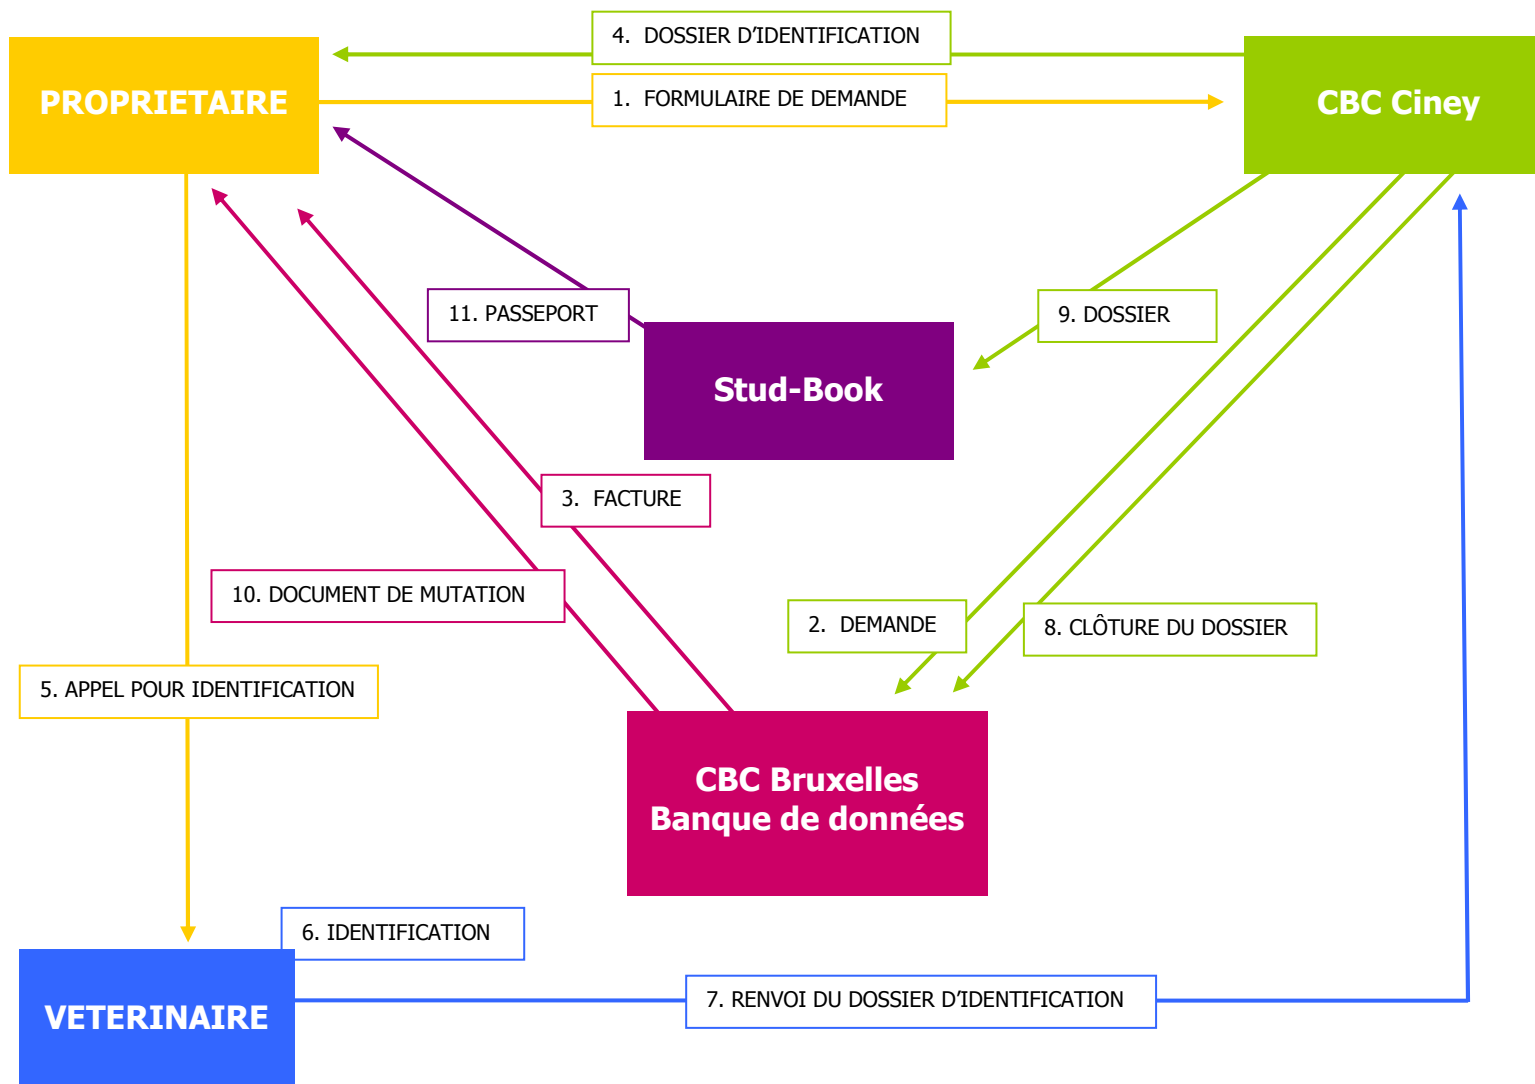 4. DOSSIER D’IDENTIFICATION
PROPRIETAIRE
1. FORMULAIRE DE DEMANDE
CBC Ciney
11. PASSEPORT
9. DOSSIER
Stud-Book
3. FACTURE
10. DOCUMENT DE MUTATION
2. DEMANDE
8. CLÔTURE DU DOSSIER
5. APPEL POUR IDENTIFICATION
CBC Bruxelles
Banque de données
6. IDENTIFICATION
7. RENVOI DU DOSSIER D’IDENTIFICATION
VETERINAIRE